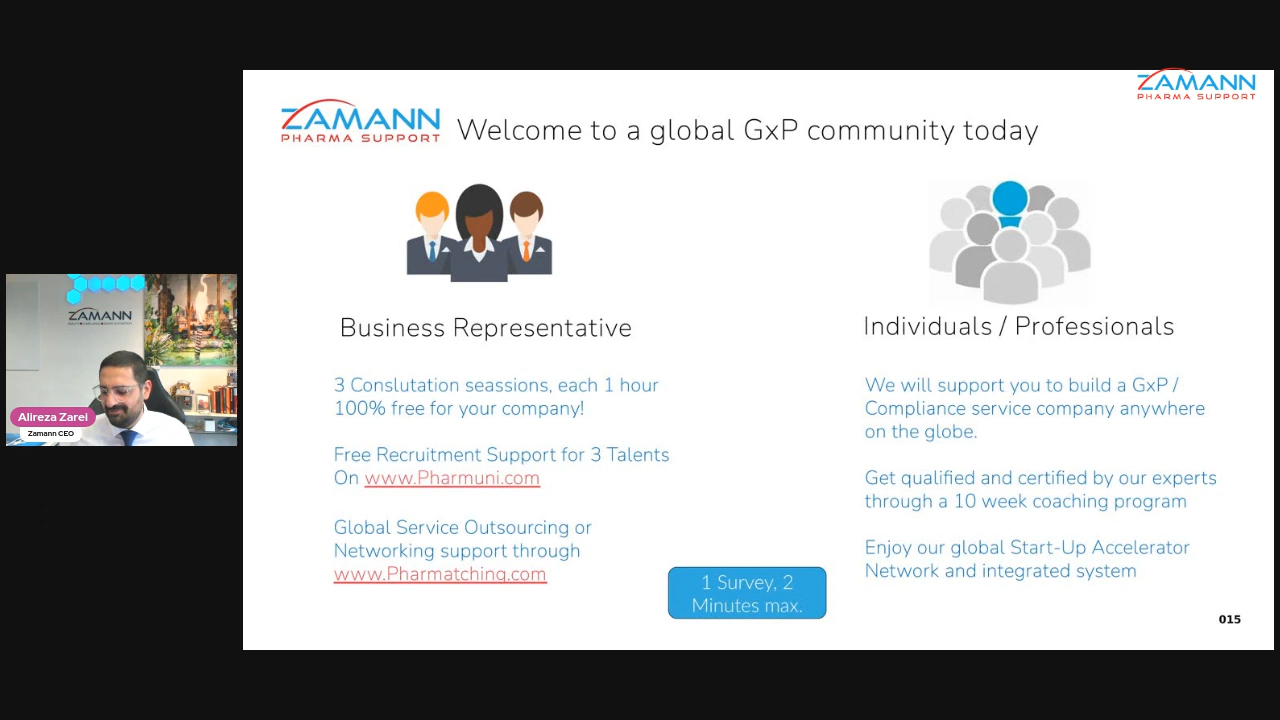 ZAMANN
PHARMA SUPPORT
ZAMANN
PHARMA SUPPORT
Welcome to a global GxP community today
Business Representative
3 Conslutation seassions, each 1 hour
100% free for your company!
Free Recruitment Support for 3 Talents
On www.Pharmuni.com
Global Service Outsourcing or
Networking support through
www.Pharmatching.com
Individuals / Professionals
We will support you to build a GxP /
Compliance service company anywhere
on the globe.
Get qualified and certified by our experts
through a 10 week coaching program
Enjoy our global Start-Up Accelerator
Network and integrated system
1 Survey, 2
Minutes max.
015
ZAMANN
Alireza Zarei
Zamann CEO